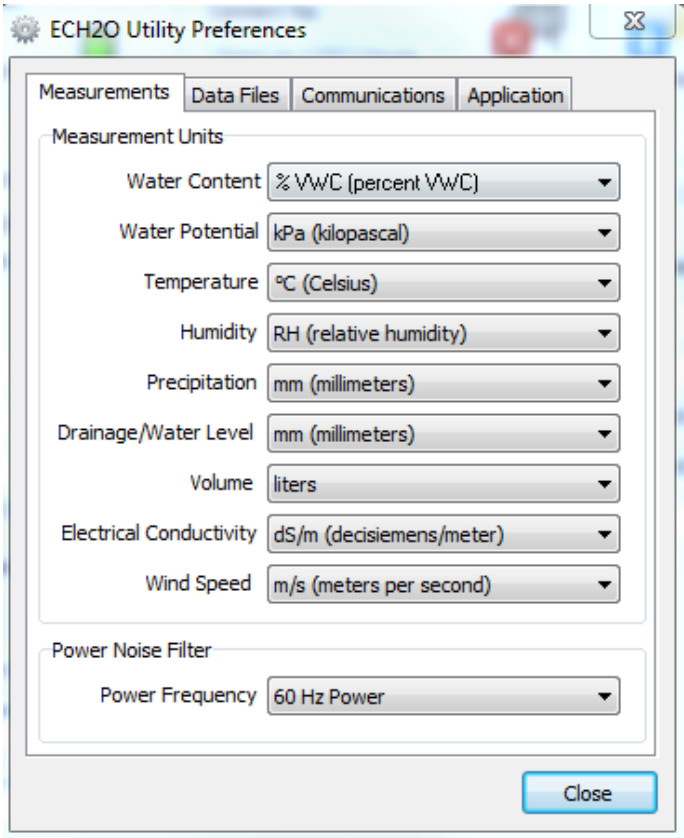 ECH2O Utility Preferences
Measurements Data Files Communications Application
Measurement Units
Water Content % VWC (percent VWC)
Water Potential kPa (kilopascal)
Temperature ºC (Celsius)
Humidity RH (relative humidity)
Precipitation mm (millimeters)
Drainage/Water Level mm (millimeters)
Volume liters
Electrical Conductivity dS/m (decisiemens/meter)
Wind Speed m/s (meters per second)
Power Noise Filter
Power Frequency 60 Hz Power
Close